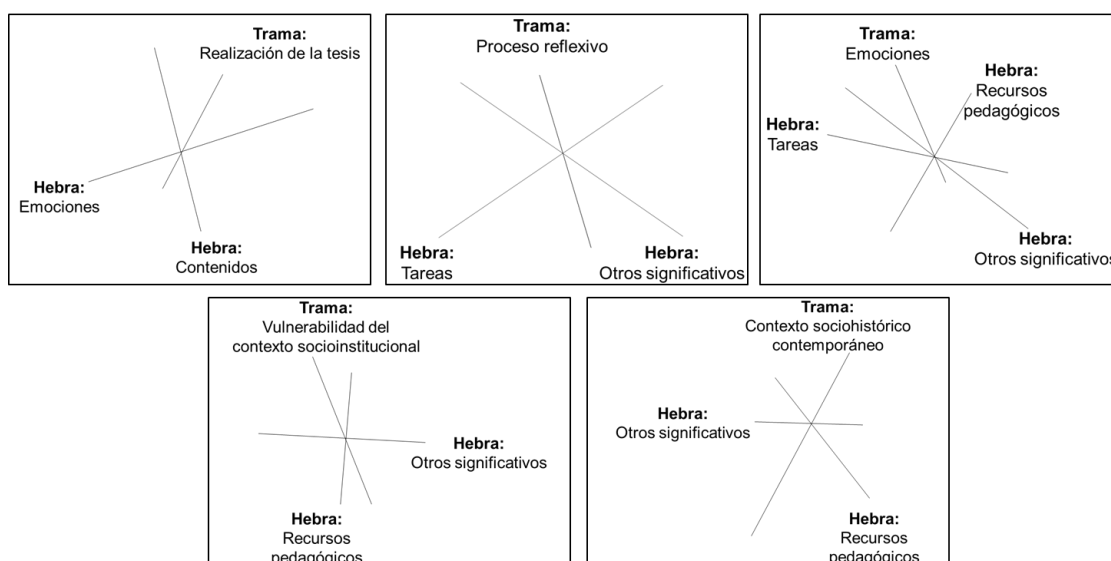 Trama:
Realización de la tesis
Hebra:
Emociones
Hebra:
Contenidos
Trama:
Proceso reflexivo
Hebra:
Tareas
Hebra:
Otros significativos
Trama:
Emociones
Hebra:
Recursos
pedagógicos
Hebra:
Tareas
Hebra:
Otros significativos
Trama:
Vulnerabilidad del
contexto socioinstitucional
Hebra:
Otros significativos
Hebra:
Recursos
pedagógicos
Trama:
Contexto sociohistórico
contemporáneo
Hebra:
Otros significativos
Hebra:
Recursos
pedagógicos